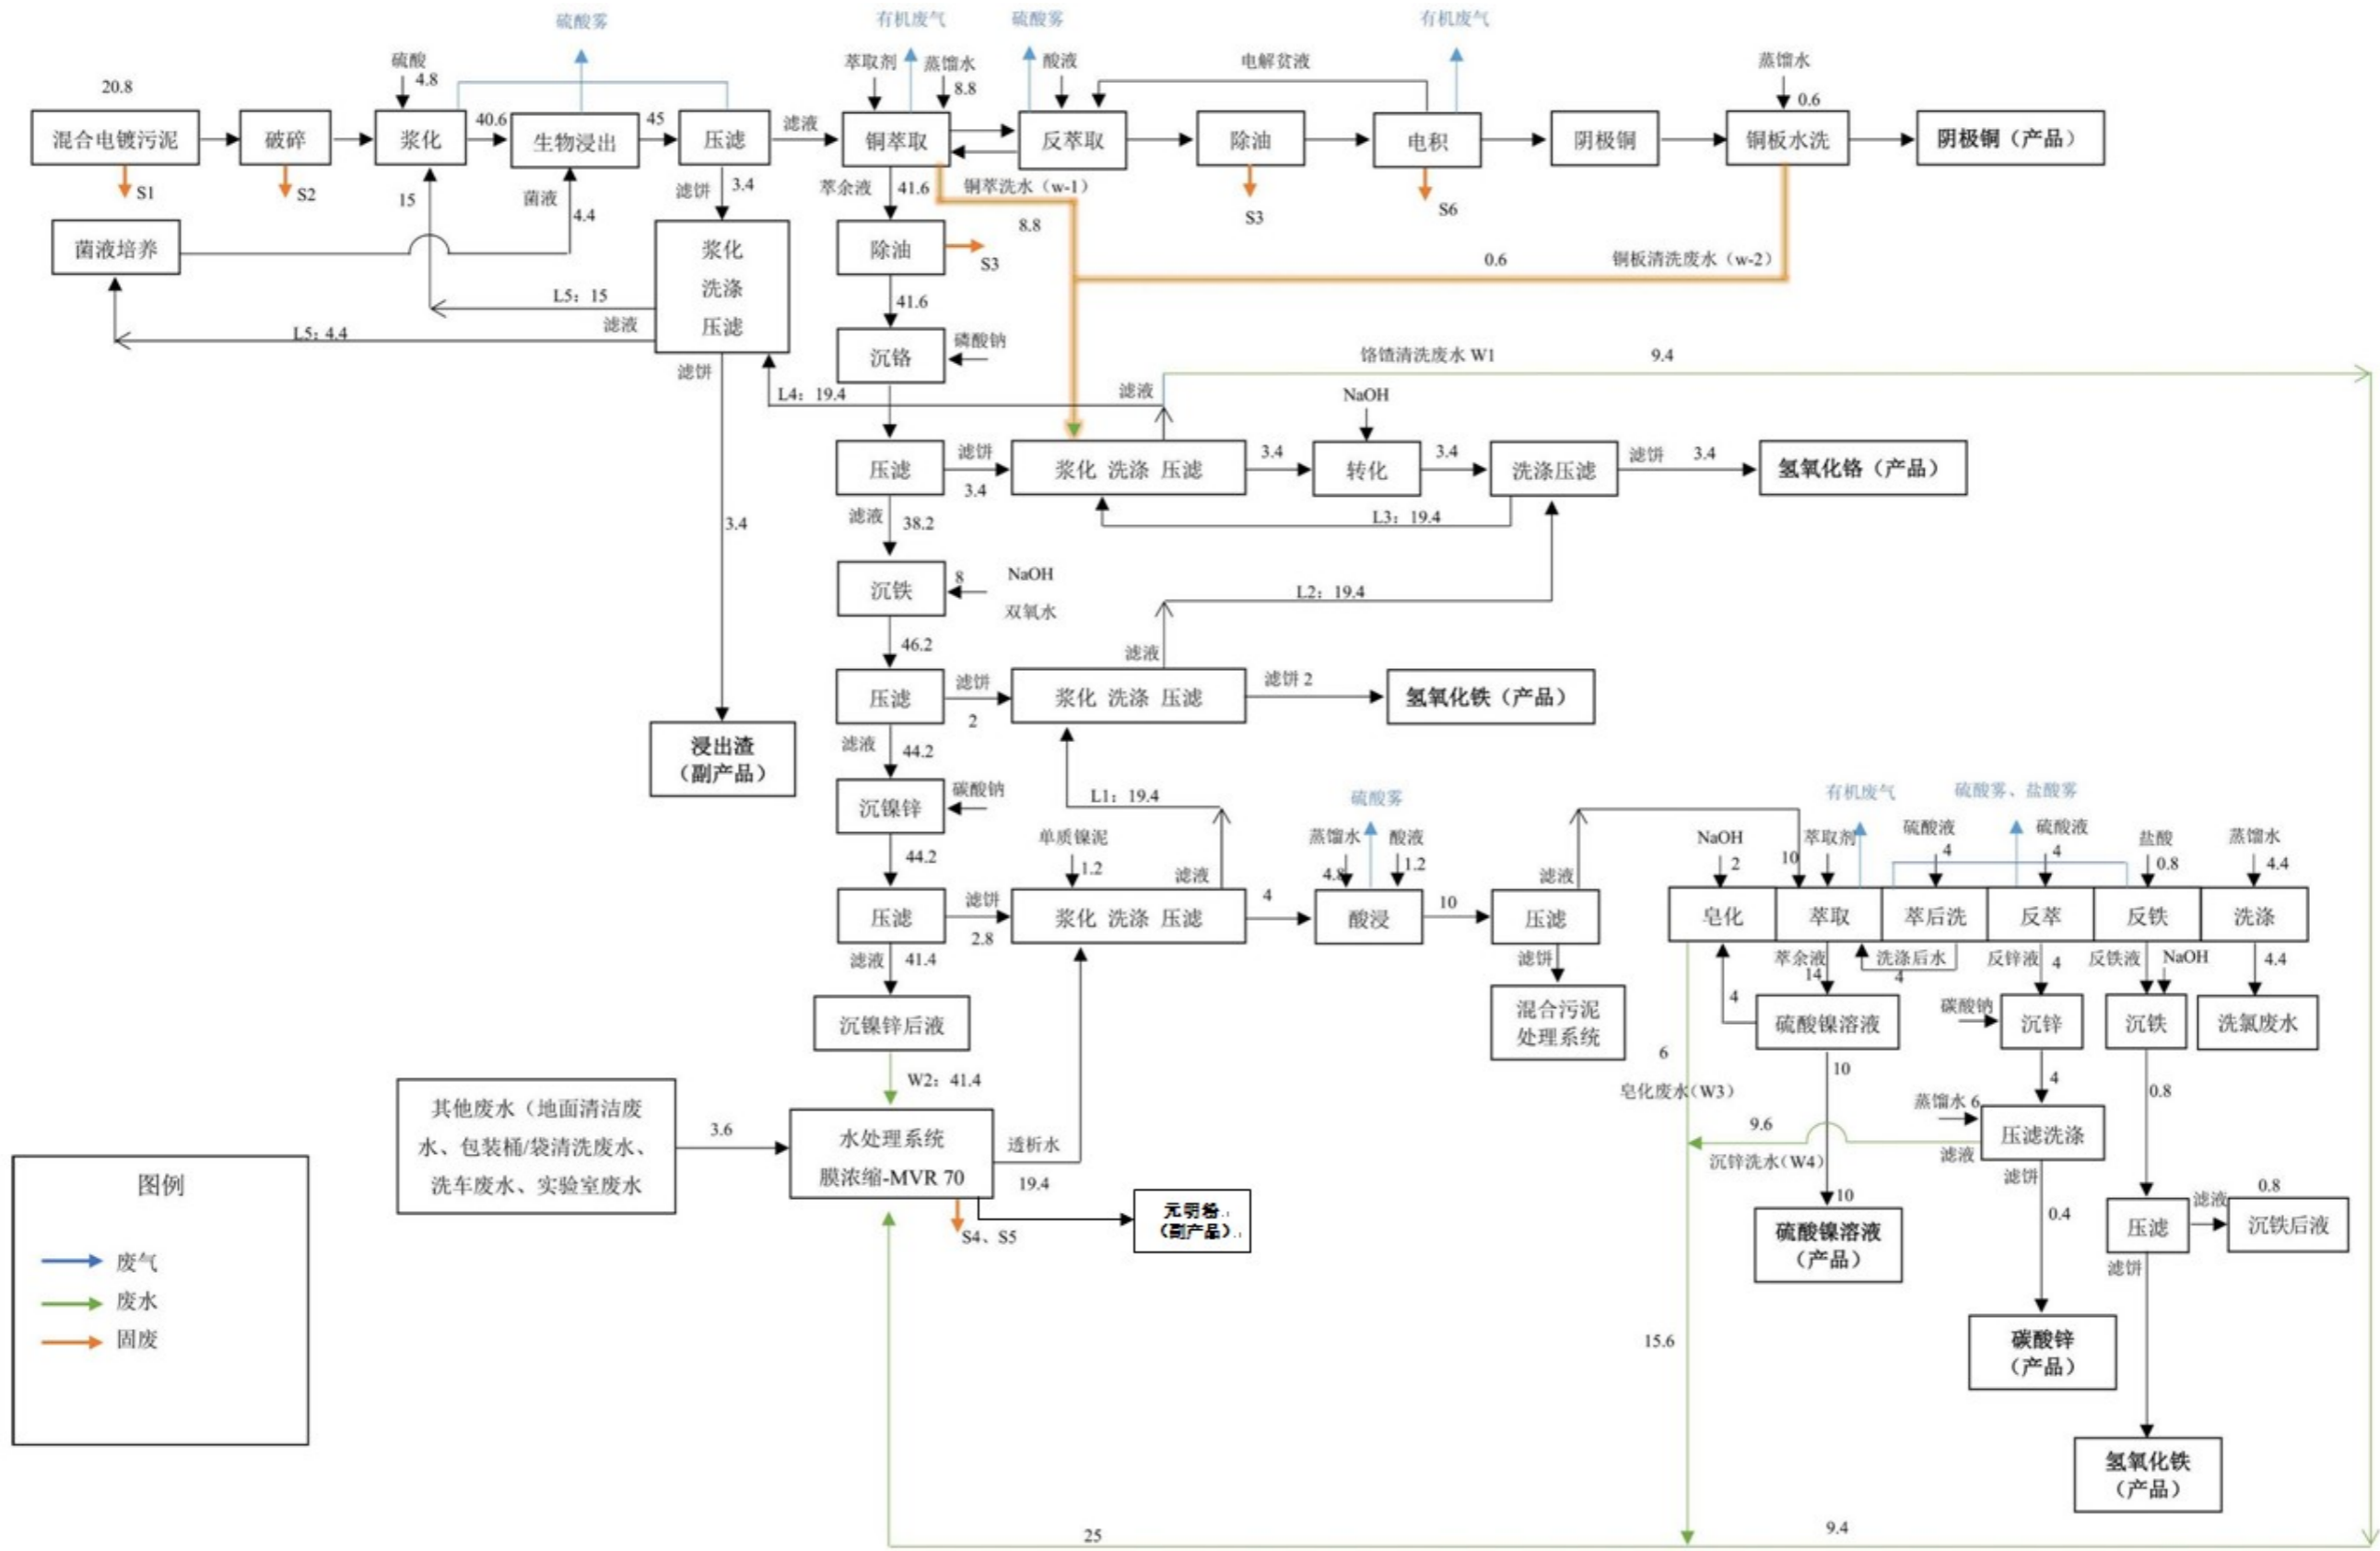 硫酸雾
有机废气
硫酸雾
有机废气
20.8
硫酸
4.8
萃取剂
蒸馏水
8.8
酸液
电解贫液
蒸馏水
0.6
混合电镀污泥
破碎
浆化
40.6
生物浸出
45
压滤
滤液
铜萃取
反萃取
除油
电积
阴极铜
铜板水洗
阴极铜（产品）
S1
S2
15
菌液
4.4
滤饼
3.4
萃余液
41.6
铜萃洗水（w-1）
8.8
S3
S6
菌液培养
浆化
洗涤
压滤
除油
S3
0.6
铜板清洗废水（w-2）
L5：15
滤液
L5：4.4
41.6
滤饼
沉铬
磷酸钠
铬馇清洗废水 W1
9.4
L4：19.4
滤液
NaOH
压滤
滤饼
3.4
浆化 洗涤 压滤
3.4
转化
3.4
洗涤压滤
滤饼
3.4
氢氧化铬（产品）
滤液
38.2
L3：19.4
3.4
沉铁
8
NaOH
双氧水
L2：19.4
46.2
滤液
压滤
滤饼
2
浆化 洗涤 压滤
滤饼 2
氢氧化铁（产品）
浸出渣
（副产品）
滤液
44.2
沉镍锌
碳酸钠
L1：19.4
44.2
单质镍泥
1.2
滤液
硫酸雾
蒸馏水
4.8
酸液
1.2
压滤
滤饼
2.8
浆化 洗涤 压滤
4
酸浸
10
压滤
滤液
滤饼
混合污泥
处理系统
有机废气
硫酸雾、盐酸雾
NaOH
2
10
萃取剂
硫酸液
4
硫酸液
4
盐酸
0.8
蒸馏水
4.4
皂化
萃取
萃后洗
反萃
反铁
洗涤
滤液
41.4
沉镍锌后液
W2：41.4
4
萃余液
14
洗涤后水
4
反锌液
4
反铁液
NaOH
4.4
硫酸镍溶液
碳酸钠
沉锌
沉铁
洗氯废水
6
皂化废水（W3）
10
4
0.8
蒸馏水 6
9.6
沉锌洗水（W4）
压滤洗涤
滤液
滤饼
其他废水（地面清洁废
水、包装桶/袋清洗废水、
洗车废水、实验室废水
3.6
水处理系统
膜浓缩-MVR 70
透析水
19.4
S4、S5
元明粉
（副产品）
10
硫酸镍溶液
（产品）
0.4
压滤
滤液
0.8
沉铁后液
滤饼
碳酸锌
（产品）
氢氧化铁
（产品）
图例
废气
废水
固废
15.6
25
9.4